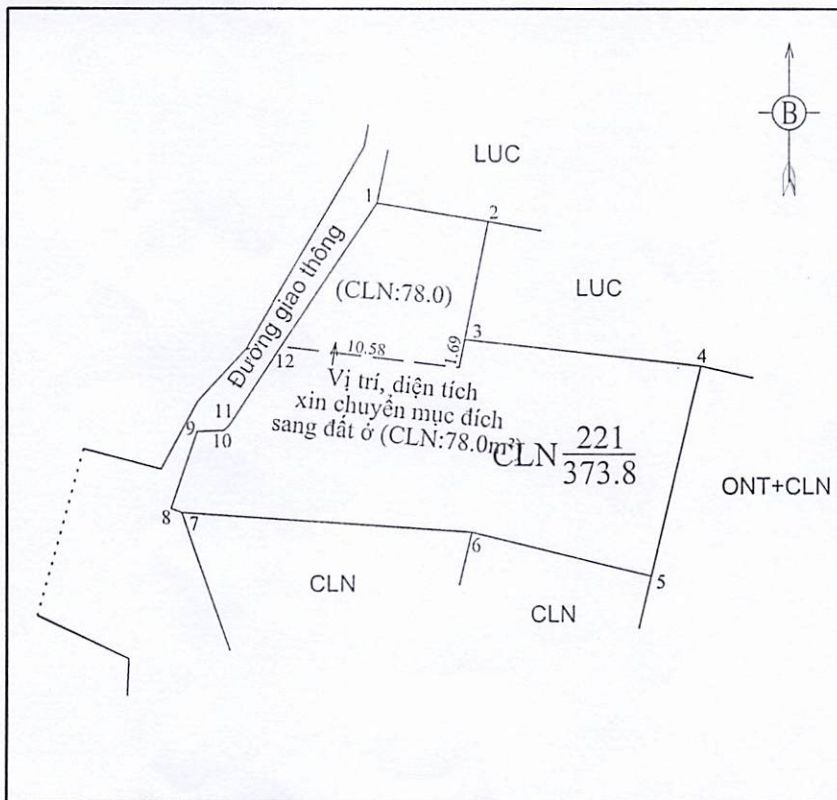 B
LUC
1
2
Đường giao thông
(CLN:78.0)
LUC
3
1.69
10.58
12
4
Vị trí, diện tích
xin chuyển mục đích
sang đất ở (CLN:78.0m²)
11
9
10
CLN 221
373.8
ONT+CLN
8
7
6
5
CLN
CLN